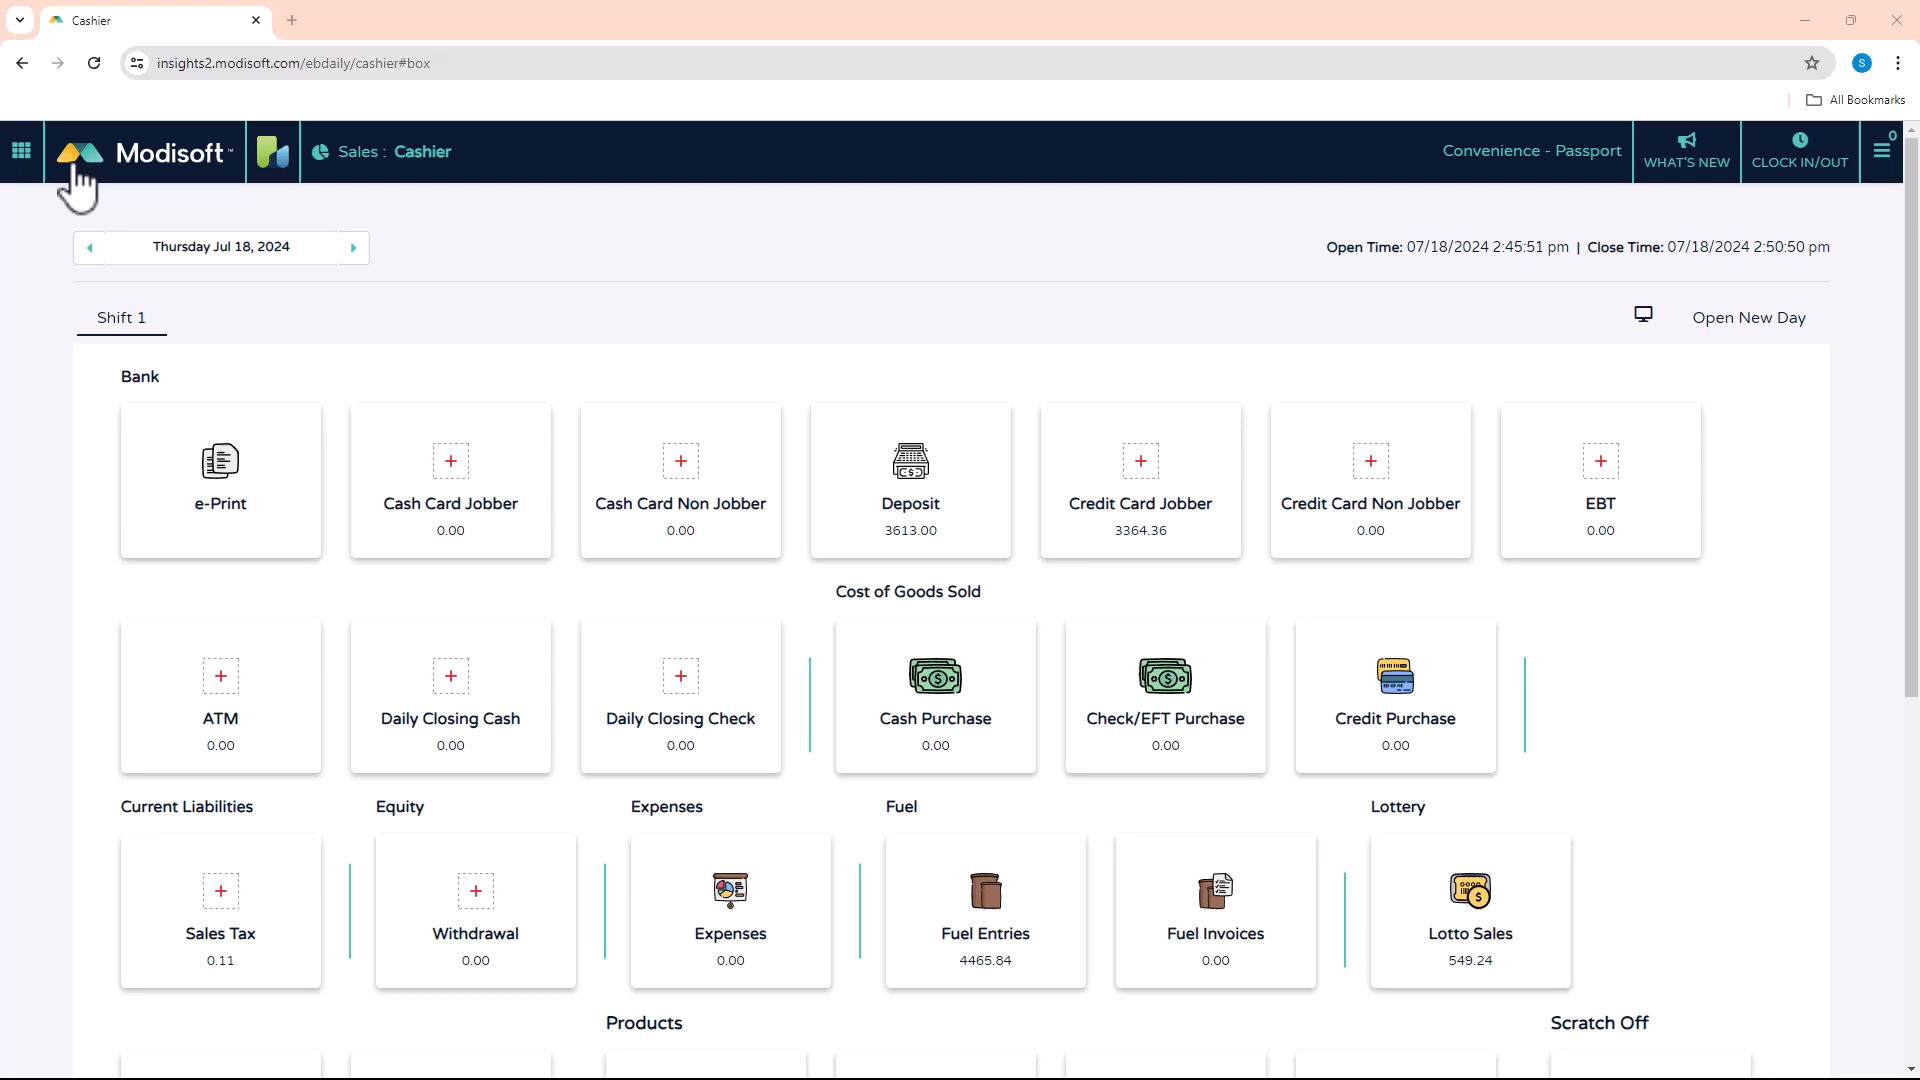 Cashier
insights2.modisoft.com/ebdaily/cashier#box
S
All Bookmarks
Modisoft™
Sales : Cashier
Convenience - Passport
WHAT'S NEW
CLOCK IN/OUT
0
Thursday Jul 18, 2024
Open Time: 07/18/2024 2:45:51 pm | Close Time: 07/18/2024 2:50:50 pm
Shift 1
Open New Day
Bank
e-Print
Cash Card Jobber
0.00
Cash Card Non Jobber
0.00
Deposit
3613.00
Credit Card Jobber
3364.36
Credit Card Non Jobber
0.00
EBT
0.00
Cost of Goods Sold
ATM
0.00
Daily Closing Cash
0.00
Daily Closing Check
0.00
Cash Purchase
0.00
Check/EFT Purchase
0.00
Credit Purchase
0.00
Current Liabilities
Equity
Expenses
Fuel
Lottery
Sales Tax
0.11
Withdrawal
0.00
Expenses
0.00
Fuel Entries
4465.84
Fuel Invoices
0.00
Lotto Sales
549.24
Products
Scratch Off